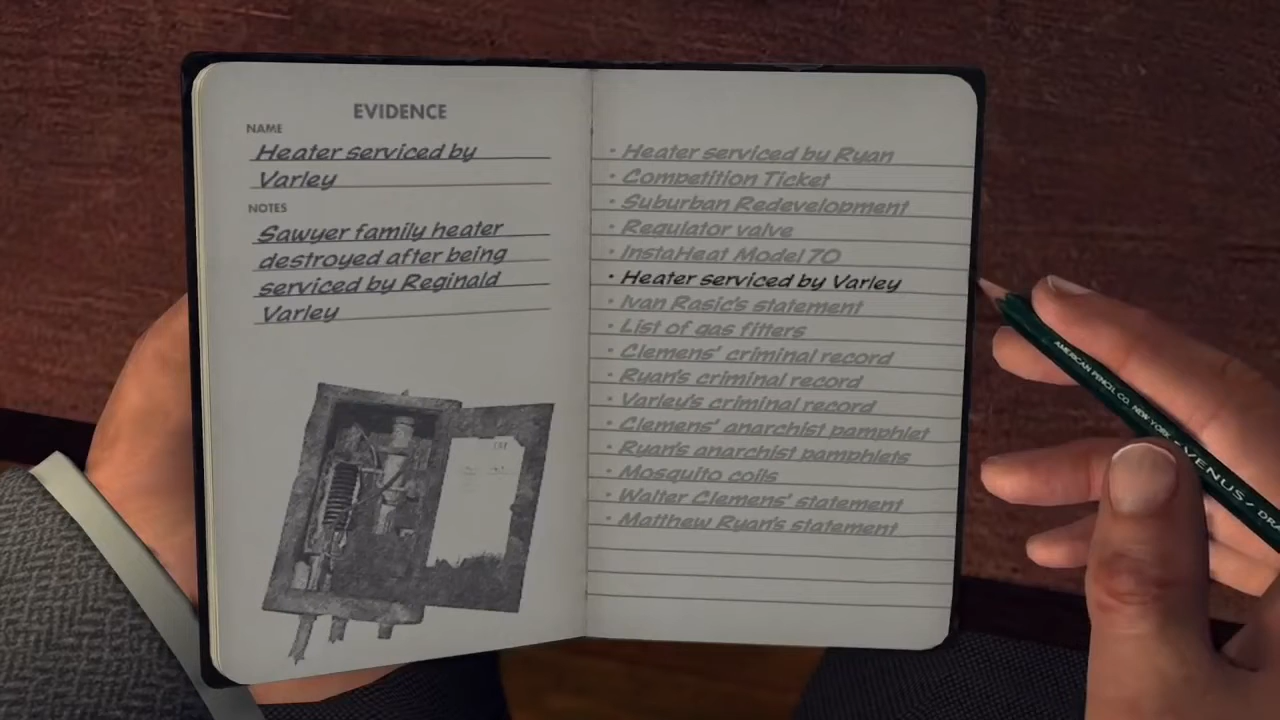 EVIDENCE
NAME
Heater serviced by
Varley
NOTES
Sawyer family heater
destroyed after being
serviced by Reginald
Varley
• Heater serviced by Ryan
• Competition Ticket
• Suburban Redevelopment
• Regulator valve
• InstaHeat Model 70
• Heater serviced by Varley
• Ivan Rasic's statement
• List of gas fitters
• Clemens' criminal record
• Ryan's criminal record
• Varley's criminal record
• Clemens' anarchist pamphlet
• Ryan's anarchist pamphlets
• Mosquito coils
• Walter Clemens' statement
• Matthew Ryan's statement
AMERICAN PENCIL CO. NEW YORK VENUS DRA